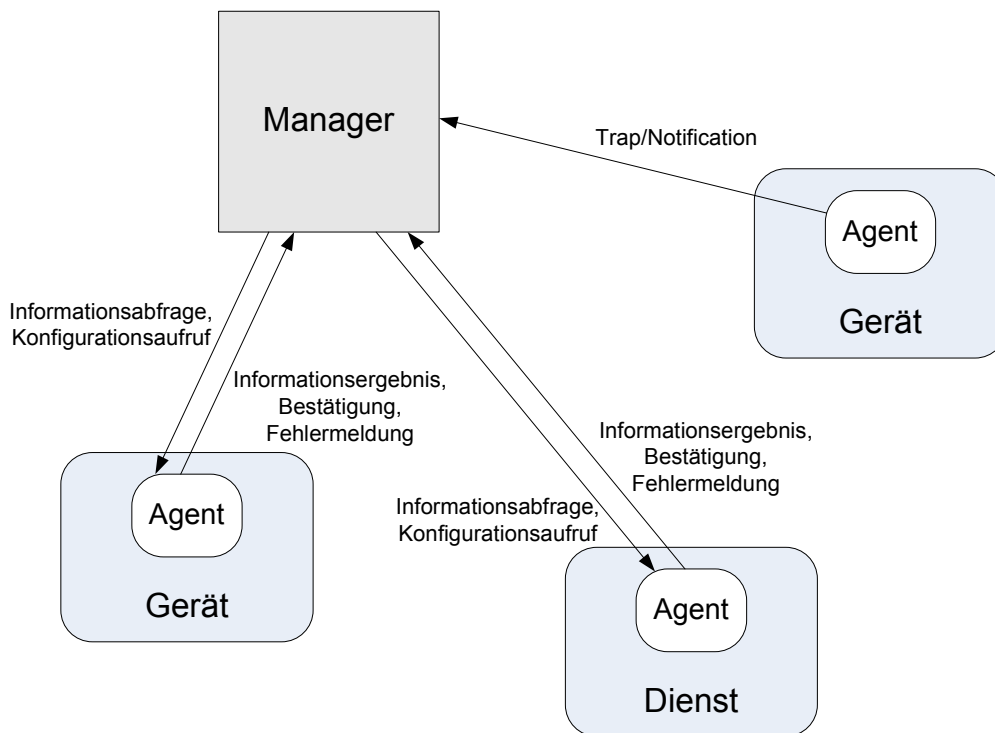 Manager
Trap/Notification
Agent
Gerät
Informationsabfrage,
Konfigurationsaufruf
Informationsergebnis,
Bestätigung,
Fehlermeldung
Agent
Gerät
Informationsergebnis,
Bestätigung,
Fehlermeldung
Informationsabfrage,
Konfigurationsaufruf
Agent
Dienst